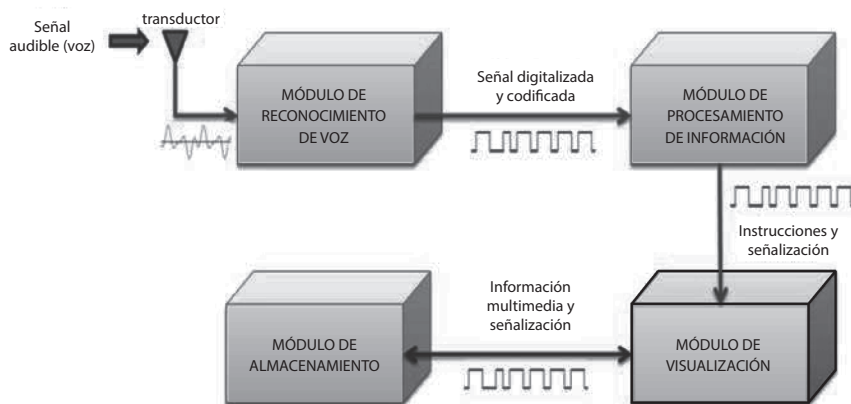 Señal
audible (voz)
transductor
MÓDULO DE
RECONOCIMIENTO
DE VOZ
Señal digitalizada
y codificada
MÓDULO DE
PROCESAMIENTO
DE INFORMACIÓN
Instrucciones y
señalización
MÓDULO DE
VISUALIZACIÓN
Información
multimedia y
señalización
MÓDULO DE
ALMACENAMIENTO